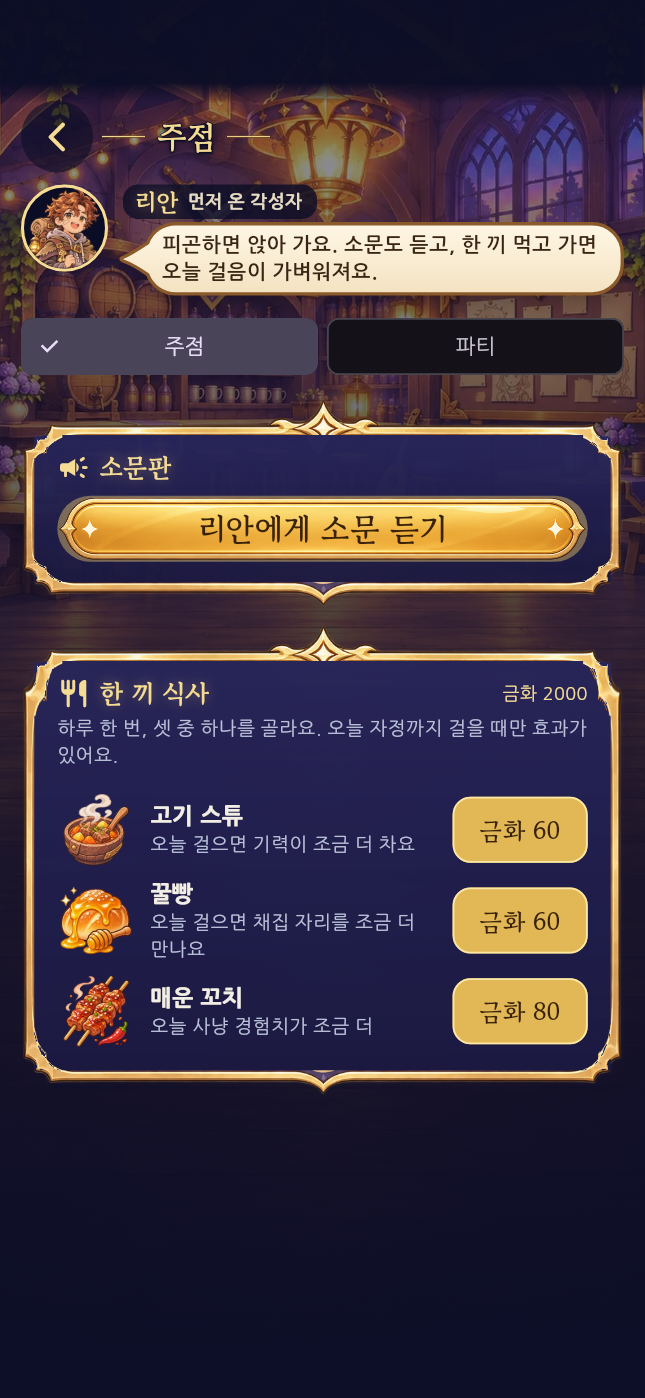 주점
리안 먼저 온 각성자
피곤하면 앉아 가요. 소문도 듣고, 한 끼 먹고 가면
오늘 걸음이 가벼워져요.
주점
파티
소문판
리안에게 소문 듣기
한 끼 식사
금화 2000
하루 한 번, 셋 중 하나를 골라요. 오늘 자정까지 걸을 때만 효과가
있어요.
고기 스튜
오늘 걸으면 기력이 조금 더 차요
금화 60
꿀빵
오늘 걸으면 채집 자리를 조금 더
만나요
금화 60
매운 꼬치
오늘 사냥 경험치가 조금 더
금화 80